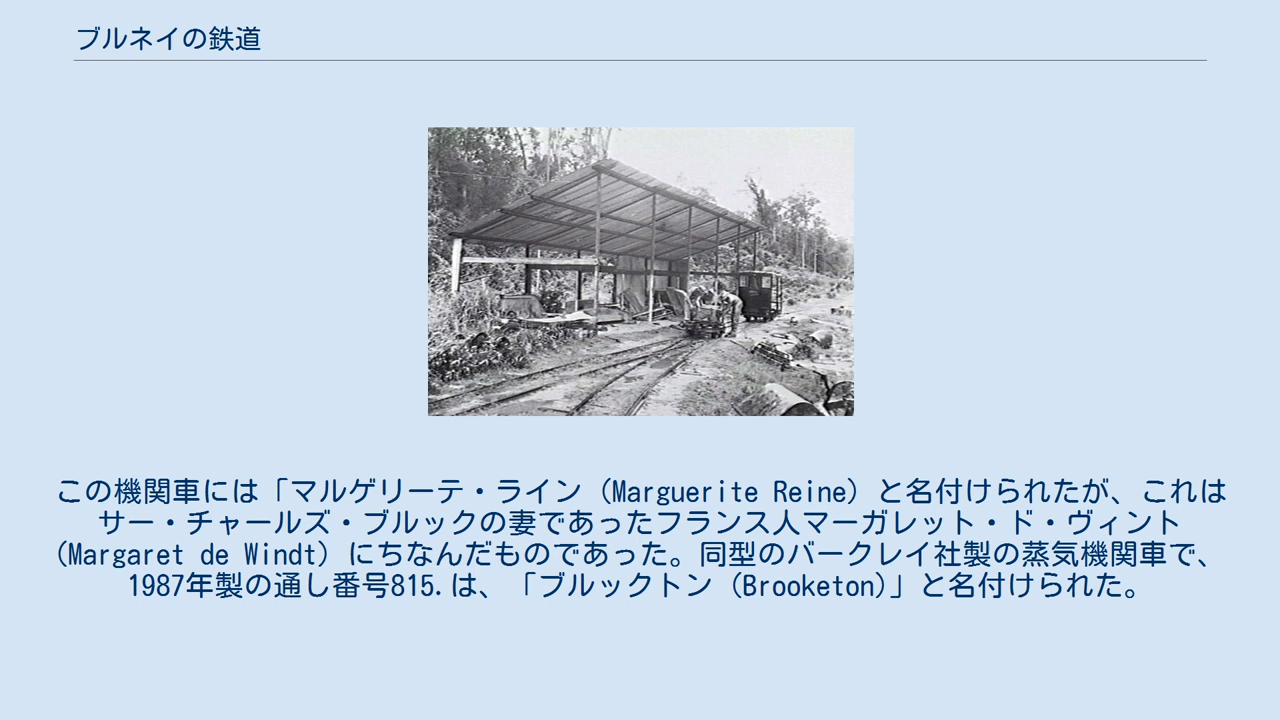 ブルネイの鉄道
この機関車には「マルゲリーテ・ライン (Marguerite Reine) と名付けられたが、これは
サー・チャールズ・ブルックの妻であったフランス人マーガレット・ド・ヴィント
(Margaret de Windt) にちなんだものであった。同型のバークレイ社製の蒸気機関車で、
1987年製の通し番号815.は、「ブルックトン (Brooketon)」と名付けられた。